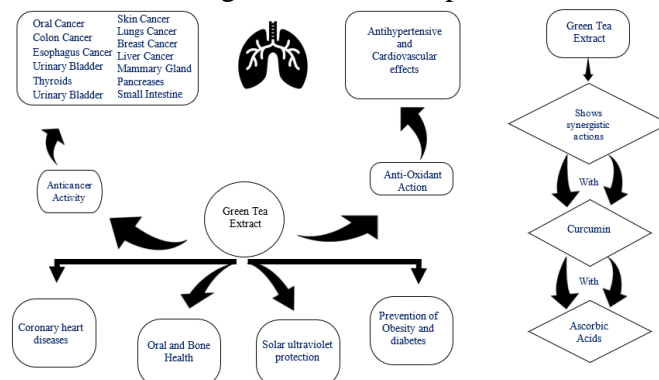 Oral Cancer
Colon Cancer
Esophagus Cancer
Urinary Bladder
Thyroids
Urinary Bladder
Skin Cancer
Lungs Cancer
Breast Cancer
Liver Cancer
Mammary Gland
Pancreases
Small Intestine
Antihypertensive
and
Cardiovascular
effects
Green Tea
Extract
Shows
synergistic
actions
With
Curcumin
With
Ascorbic
Acids
Anticancer
Activity
Anti-Oxidant
Action
Green Tea
Extract
Coronary heart
diseases
Oral and Bone
Health
Solar ultraviolet
protection
Prevention of
Obesity and
diabetes